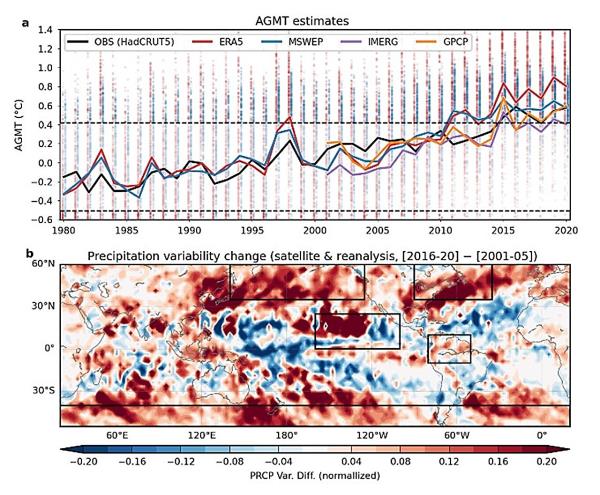 a
AGMT estimates
OBS (HadCRUT5) ERA5 MSWEP IMERG GPCP
AGMT (°C)
1.4
1.2
1.0
0.8
0.6
0.4
0.2
0.0
−0.2
−0.4
−0.6
1980 1985 1990 1995 2000 2005 2010 2015 2020
b
Precipitation variability change (satellite & reanalysis, [2016-20] − [2001-05])
60°N
30°N
0°
30°S
60°E 120°E 180° 120°W 60°W 0°
−0.20 −0.16 −0.12 −0.08 −0.04 0.04 0.08 0.12 0.16 0.20
PRCP Var. Diff. (normallized)